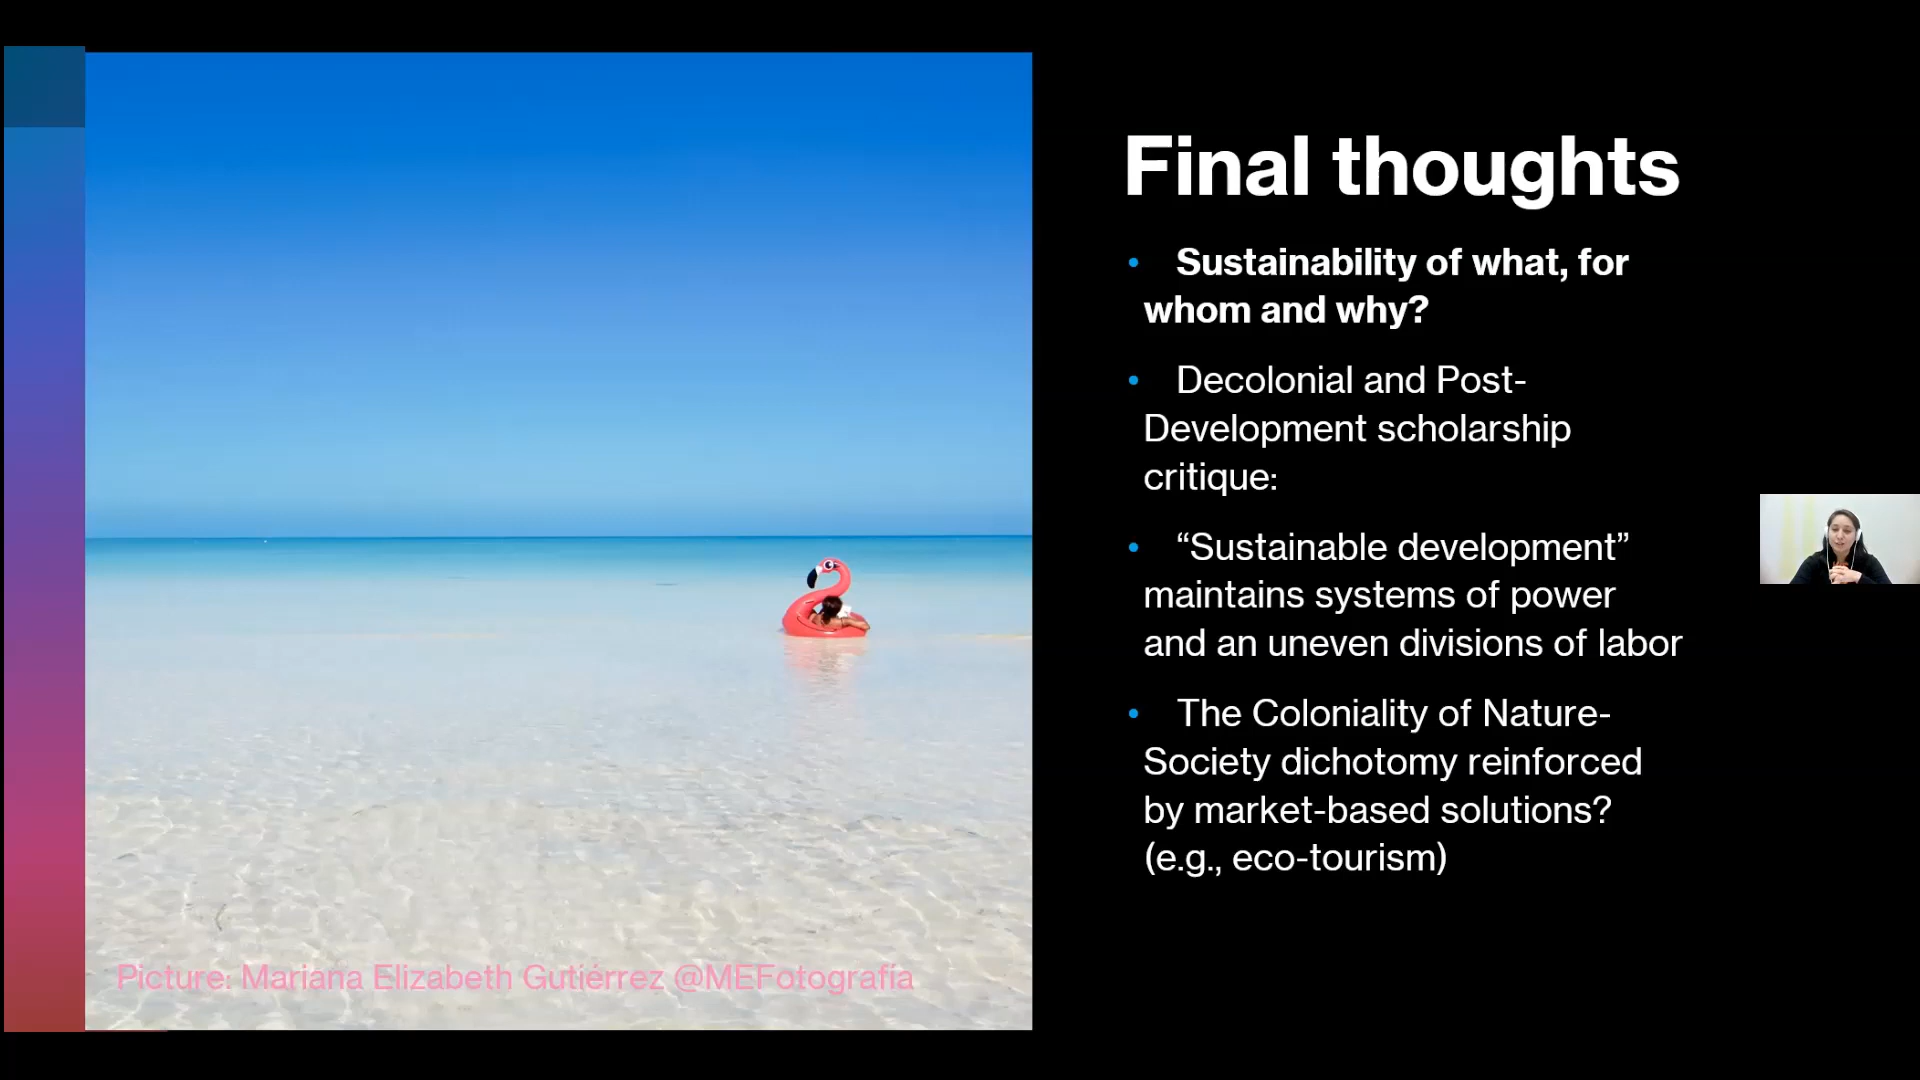 Final thoughts
• Sustainability of what, for
whom and why?
• Decolonial and Post-
Development scholarship
critique:
• “Sustainable development”
maintains systems of power
and an uneven divisions of labor
• The Coloniality of Nature-
Society dichotomy reinforced
by market-based solutions?
(e.g., eco-tourism)
Picture: Mariana Elizabeth Gutiérrez @MEFotografía